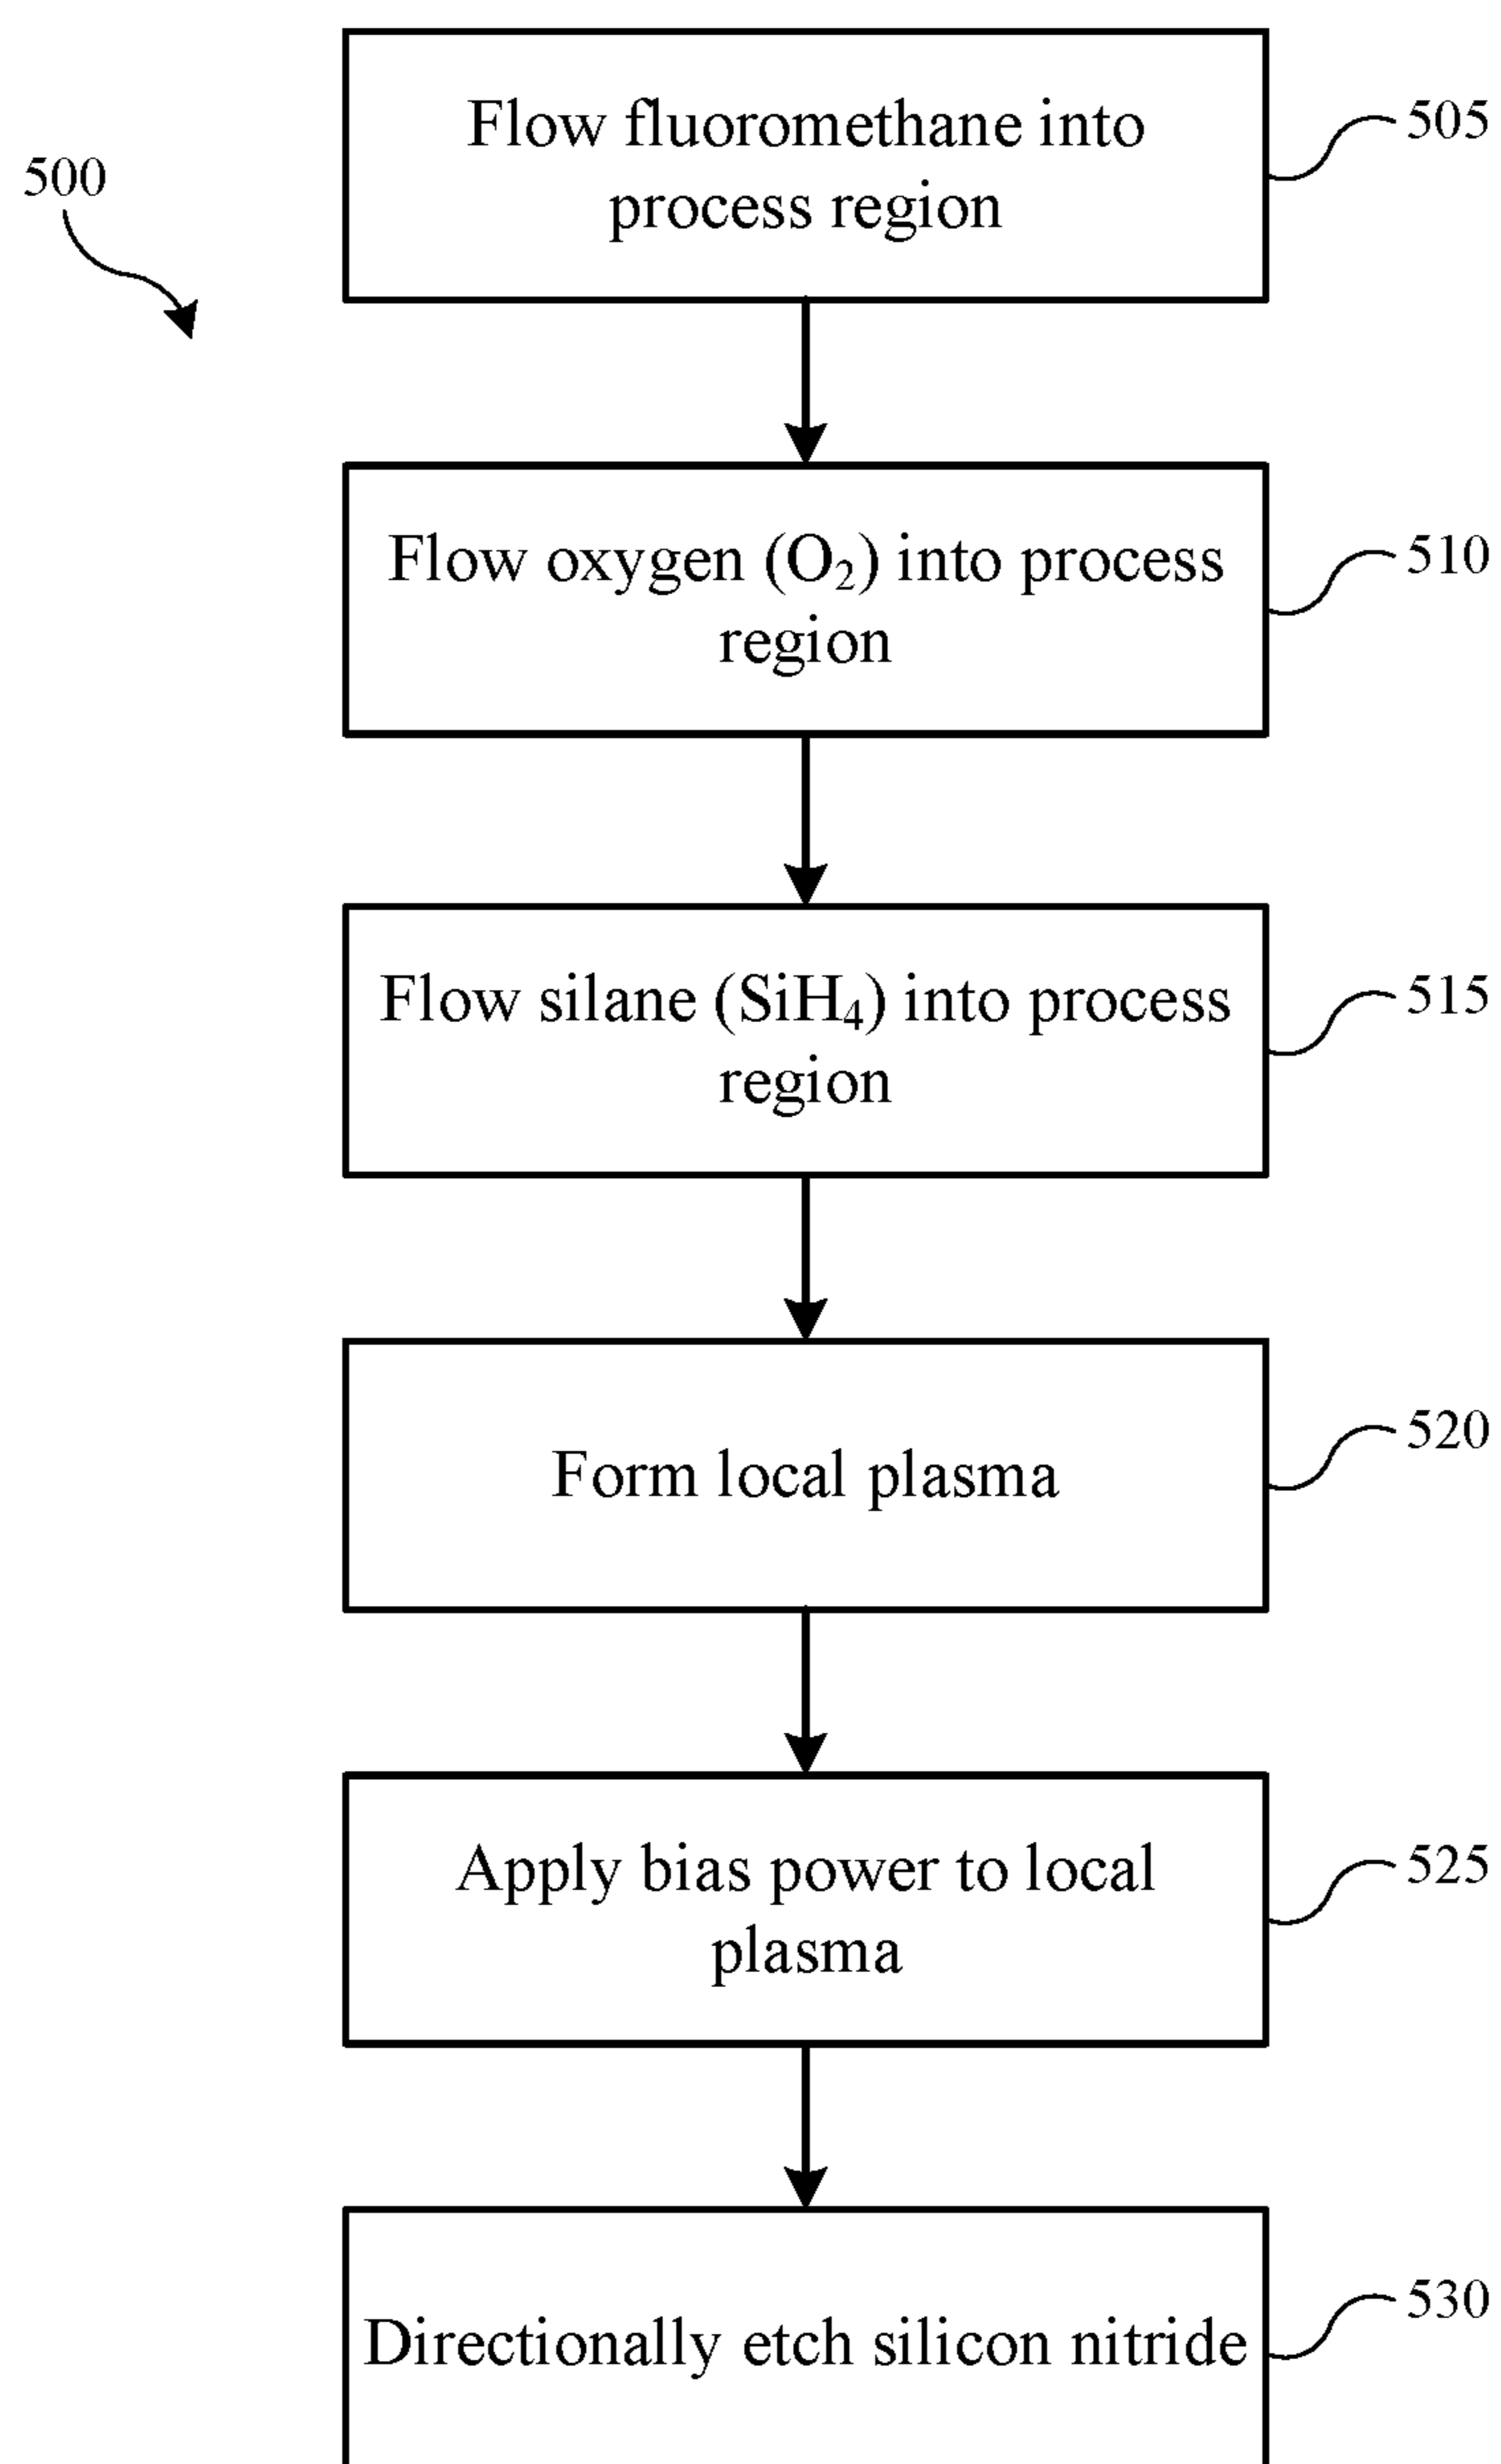 500
Flow fluoromethane into
process region
505
Flow oxygen (O₂) into process
region
510
Flow silane (SiH₄) into process
region
515
Form local plasma
520
Apply bias power to local
plasma
525
Directionally etch silicon nitride
530